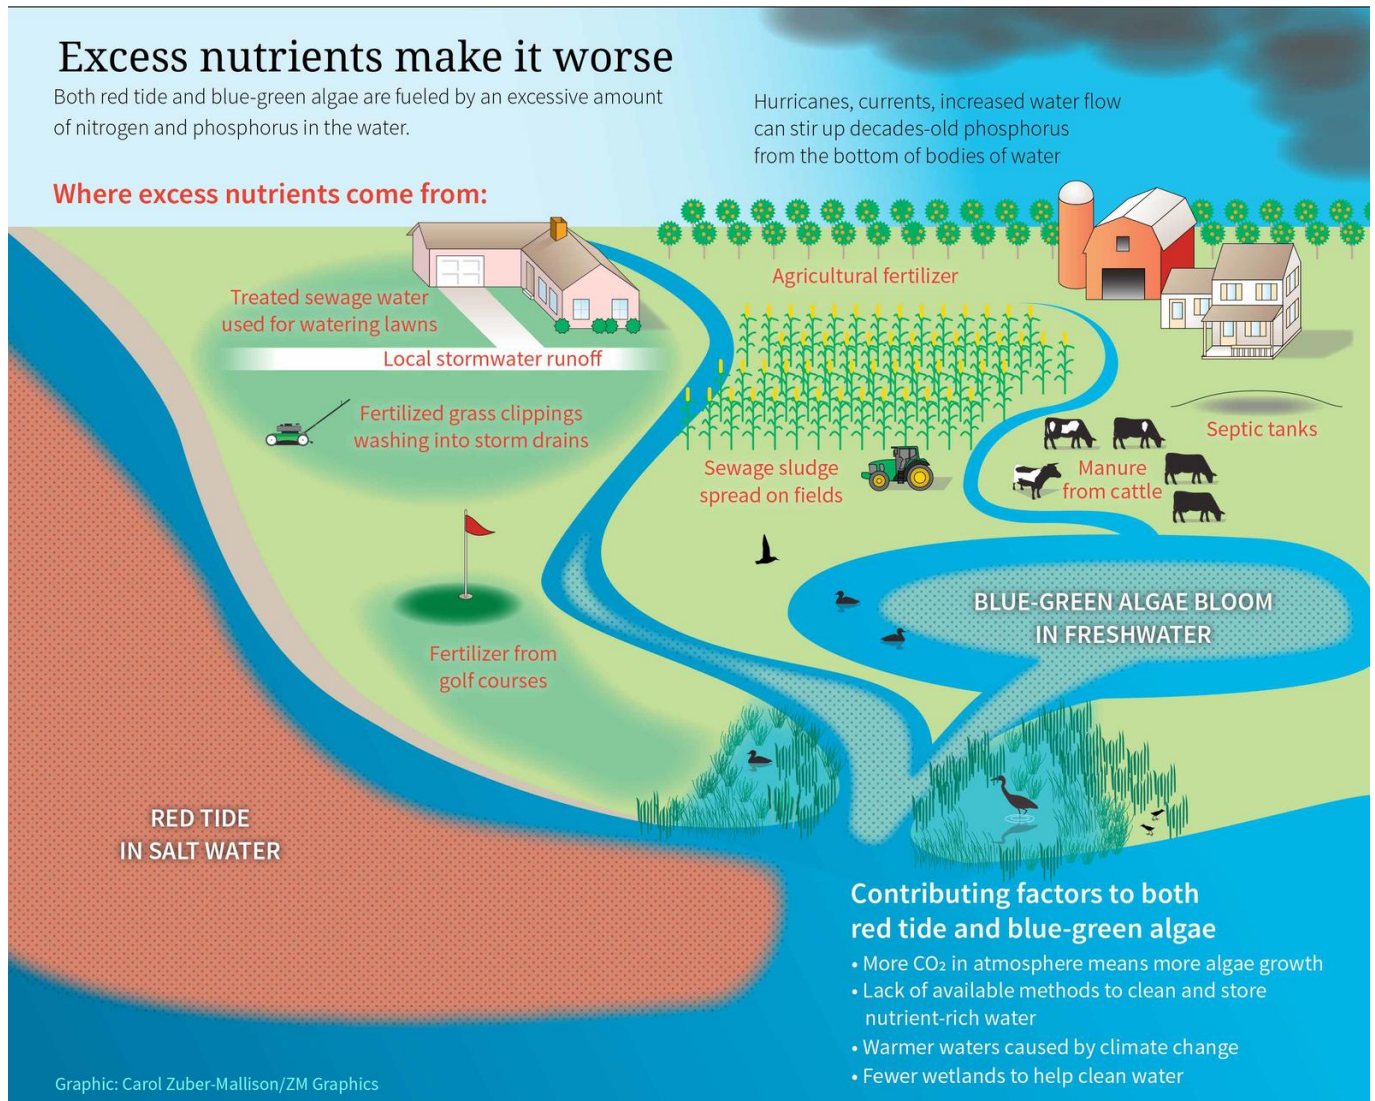 Excess nutrients make it worse
Both red tide and blue-green algae are fueled by an excessive amount
of nitrogen and phosphorus in the water.
Hurricanes, currents, increased water flow
can stir up decades-old phosphorus
from the bottom of bodies of water
Where excess nutrients come from:
Treated sewage water
used for watering lawns
Local stormwater runoff
Fertilized grass clippings
washing into storm drains
Agricultural fertilizer
Sewage sludge
spread on fields
Septic tanks
Manure
from cattle
Fertilizer from
golf courses
BLUE-GREEN ALGAE BLOOM
IN FRESHWATER
RED TIDE
IN SALT WATER
Contributing factors to both
red tide and blue-green algae
• More CO₂ in atmosphere means more algae growth
• Lack of available methods to clean and store
nutrient-rich water
• Warmer waters caused by climate change
• Fewer wetlands to help clean water
Graphic: Carol Zuber-Mallison/ZM Graphics